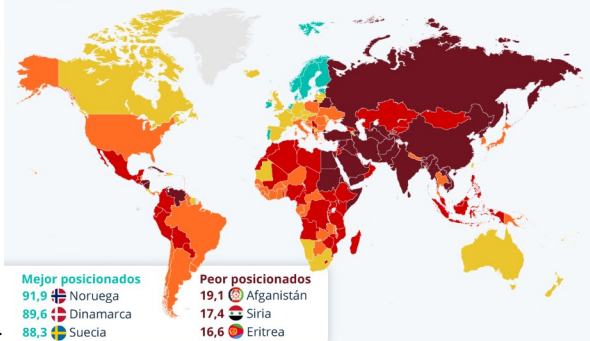 Mejor posicionados
91,9 Noruega
89,6 Dinamarca
88,3 Suecia
Peor posicionados
19,1 Afganistán
17,4 Siria
16,6 Eritrea